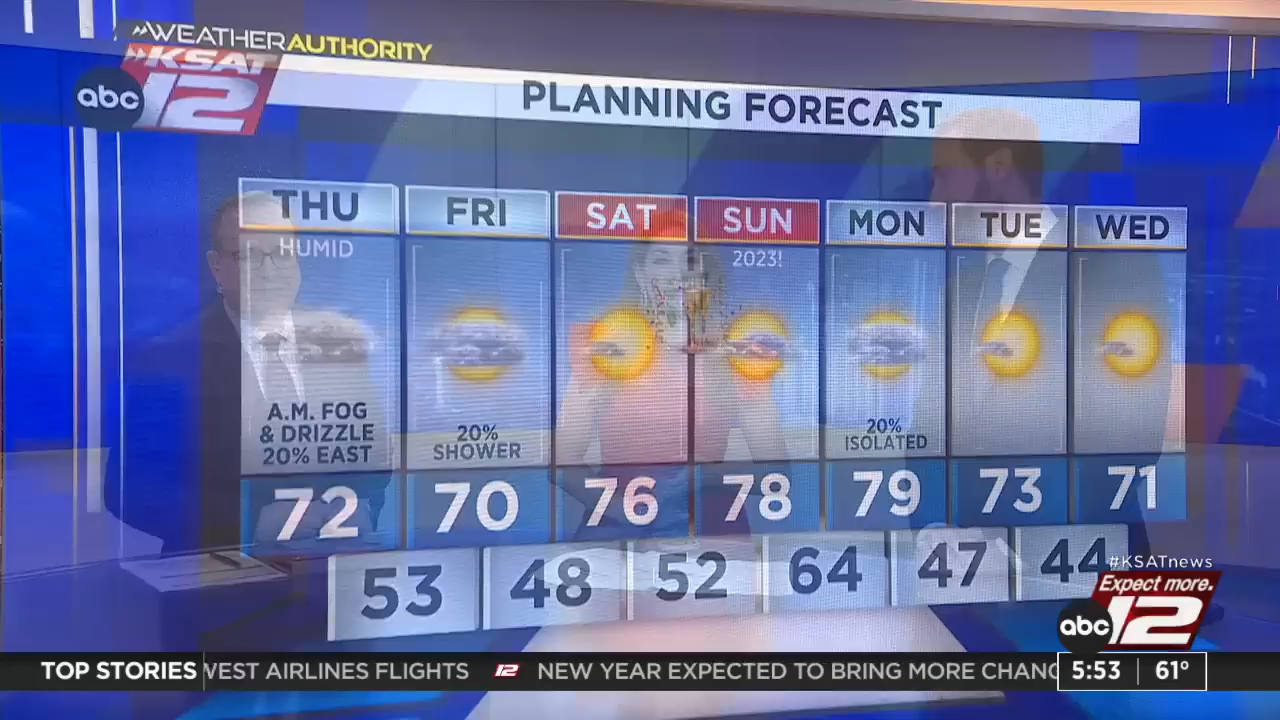 WEATHERAUTHORITY
KSAT
abc
12
PLANNING FORECAST
THU
FRI
SAT
SUN
MON
TUE
WED
HUMID
2023!
A.M. FOG
& DRIZZLE
20% EAST
20%
SHOWER
20%
ISOLATED
72
70
76
78
79
73
71
53
48
52
64
47
44
#KSATnews
Expect more.
abc
12
TOP STORIES
WEST AIRLINES FLIGHTS 12 NEW YEAR EXPECTED TO BRING MORE CHANG
5:53
61°